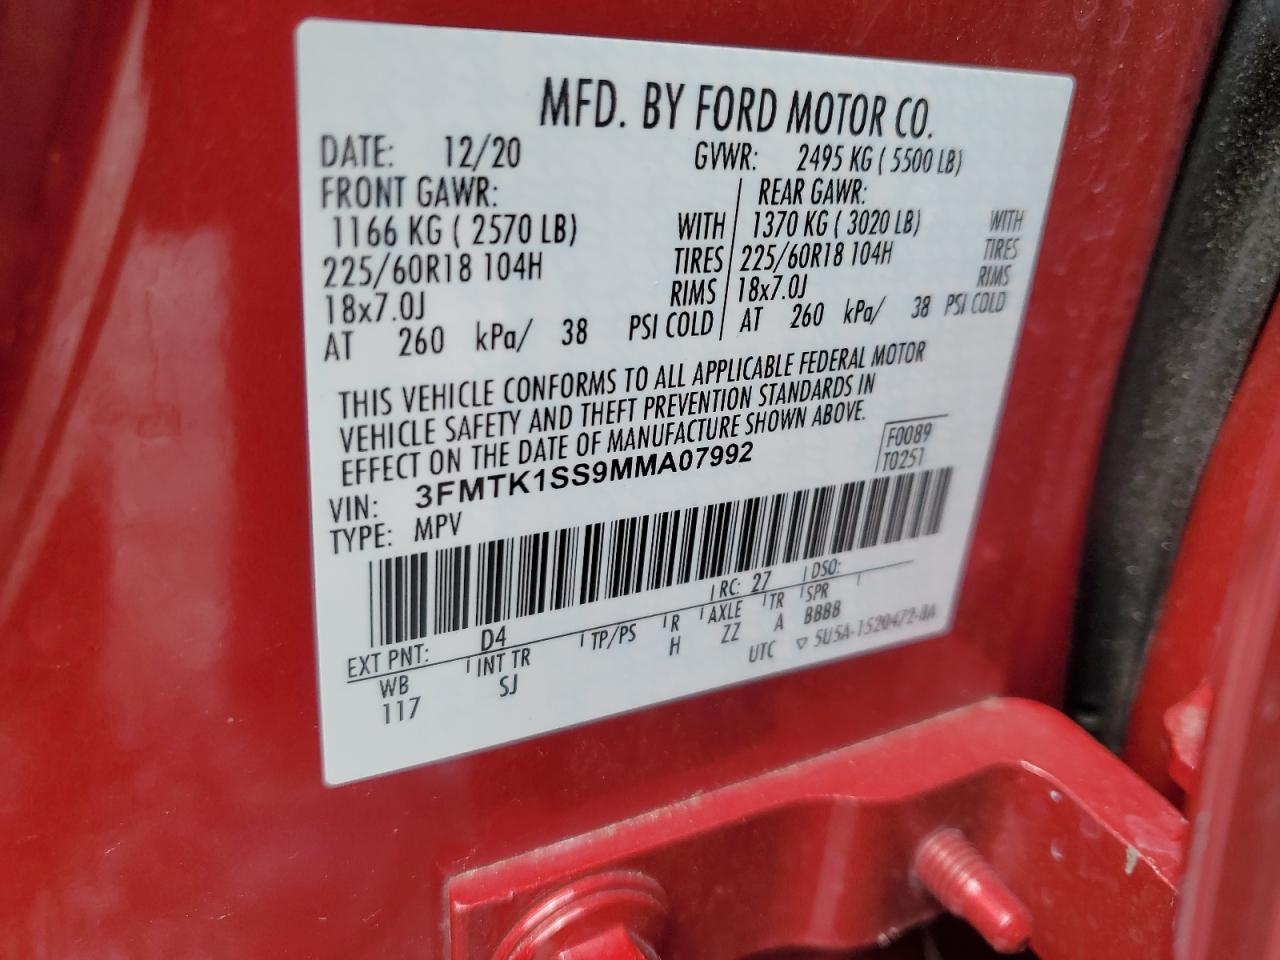 MFD. BY FORD MOTOR CO.
DATE: 12/20 GVWR: 2495 KG ( 5500 LB)
FRONT GAWR: REAR GAWR:
1166 KG ( 2570 LB) WITH 1370 KG ( 3020 LB) WITH
225/60R18 104H TIRES 225/60R18 104H TIRES
18x7.0J RIMS 18x7.0J RIMS
AT 260 kPa/ 38 PSI COLD AT 260 kPa/ 38 PSI COLD
THIS VEHICLE CONFORMS TO ALL APPLICABLE FEDERAL MOTOR
VEHICLE SAFETY AND THEFT PREVENTION STANDARDS IN
EFFECT ON THE DATE OF MANUFACTURE SHOWN ABOVE.
F0089
T0251
VIN: 3FMTK1SS9MMA07992
TYPE: MPV
EXT PNT: D4 RC: 27 DSO:
WB INT TR TP/PS R AXLE TR SPR
117 SJ H ZZ A BBBB
UTC 5U5A-1520472-AA